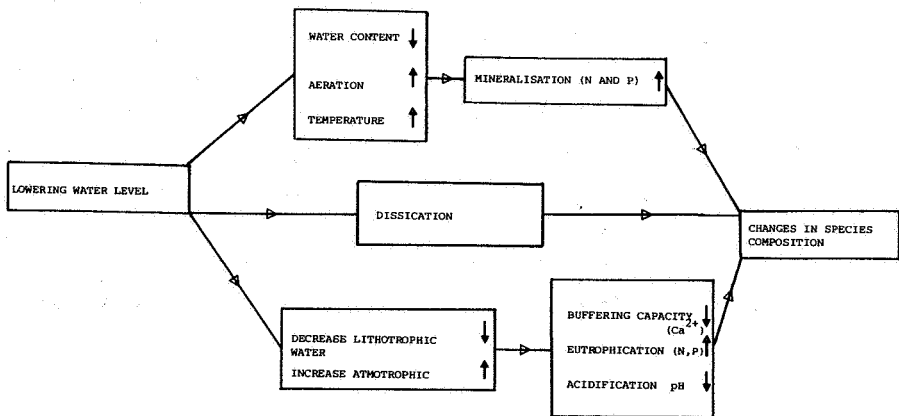 WATER CONTENT ↓
AERATION ↑
TEMPERATURE ↑
MINERALISATION (N AND P) ↑
LOWERING WATER LEVEL
DISSICATION
CHANGES IN SPECIES
COMPOSITION
DECREASE LITHOTROPHIC ↓
WATER
INCREASE ATMOTROPHIC ↑
BUFFERING CAPACITY ↓
(Ca²⁺)
EUTROPHICATION (N,P) ↑
ACIDIFICATION pH ↓